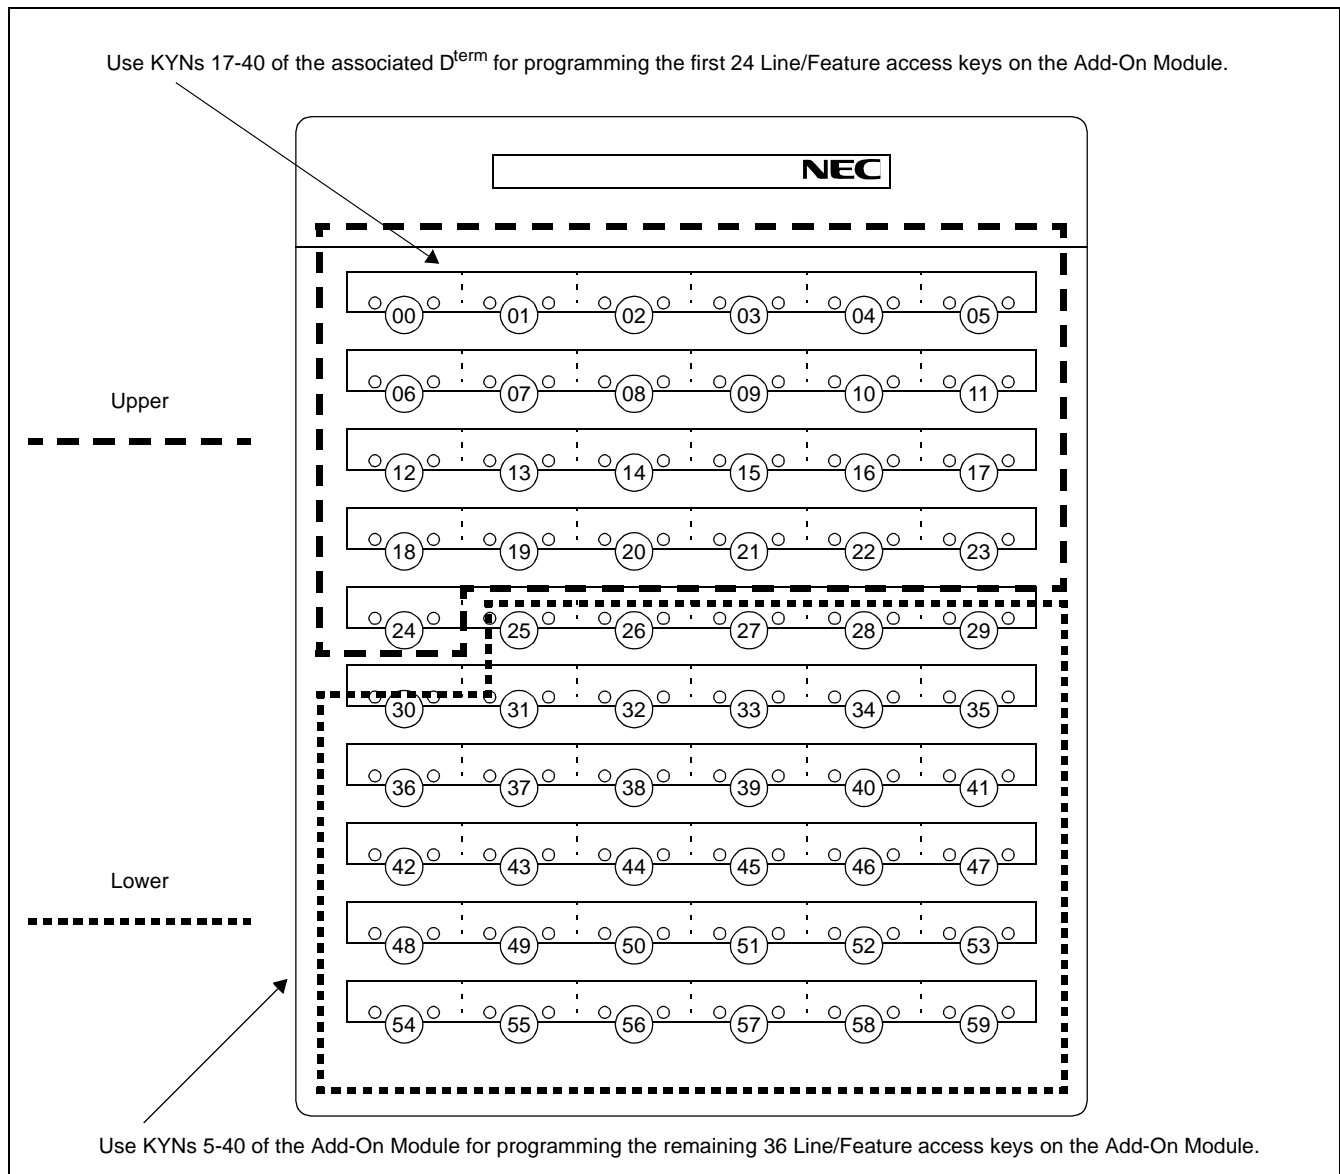 Use KYNs 17-40 of the associated Dterm for programming the first 24 Line/Feature access keys on the Add-On Module.
NEC
00 01 02 03 04 05
06 07 08 09 10 11
Upper
12 13 14 15 16 17
18 19 20 21 22 23
24 25 26 27 28 29
30 31 32 33 34 35
36 37 38 39 40 41
42 43 44 45 46 47
Lower
48 49 50 51 52 53
54 55 56 57 58 59
Use KYNs 5-40 of the Add-On Module for programming the remaining 36 Line/Feature access keys on the Add-On Module.